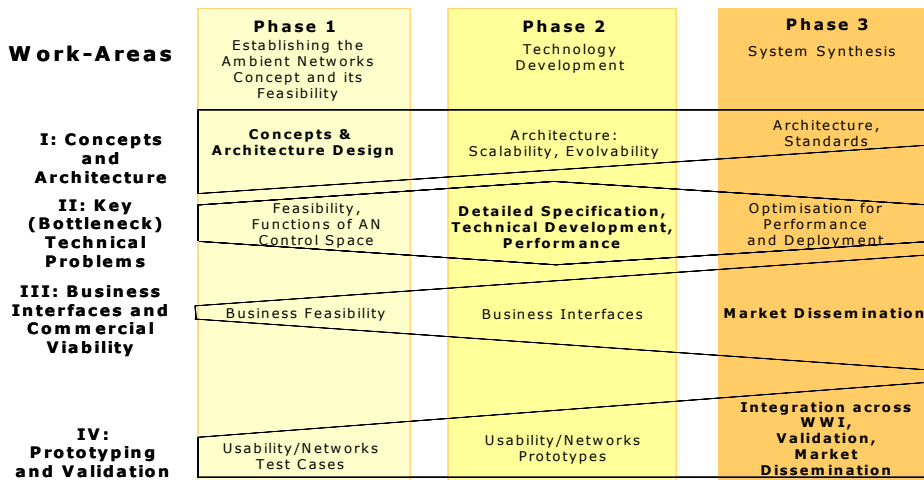 Work-Areas
Phase 1
Establishing the
Ambient Networks
Concept and its
Feasibility
Phase 2
Technology
Development
Phase 3
System Synthesis
I: Concepts
and
Architecture
Concepts &
Architecture Design
Architecture:
Scalability, Evolvability
Architecture,
Standards
II: Key
(Bottleneck)
Technical
Problems
Feasibility,
Functions of AN
Control Space
Detailed Specification,
Technical Development,
Performance
Optimisation for
Performance
and Deployment
III: Business
Interfaces and
Commercial
Viability
Business Feasibility
Business Interfaces
Market Dissemination
IV:
Prototyping
and Validation
Usability/Networks
Test Cases
Usability/Networks
Prototypes
Integration across
WWI,
Validation,
Market
Dissemination